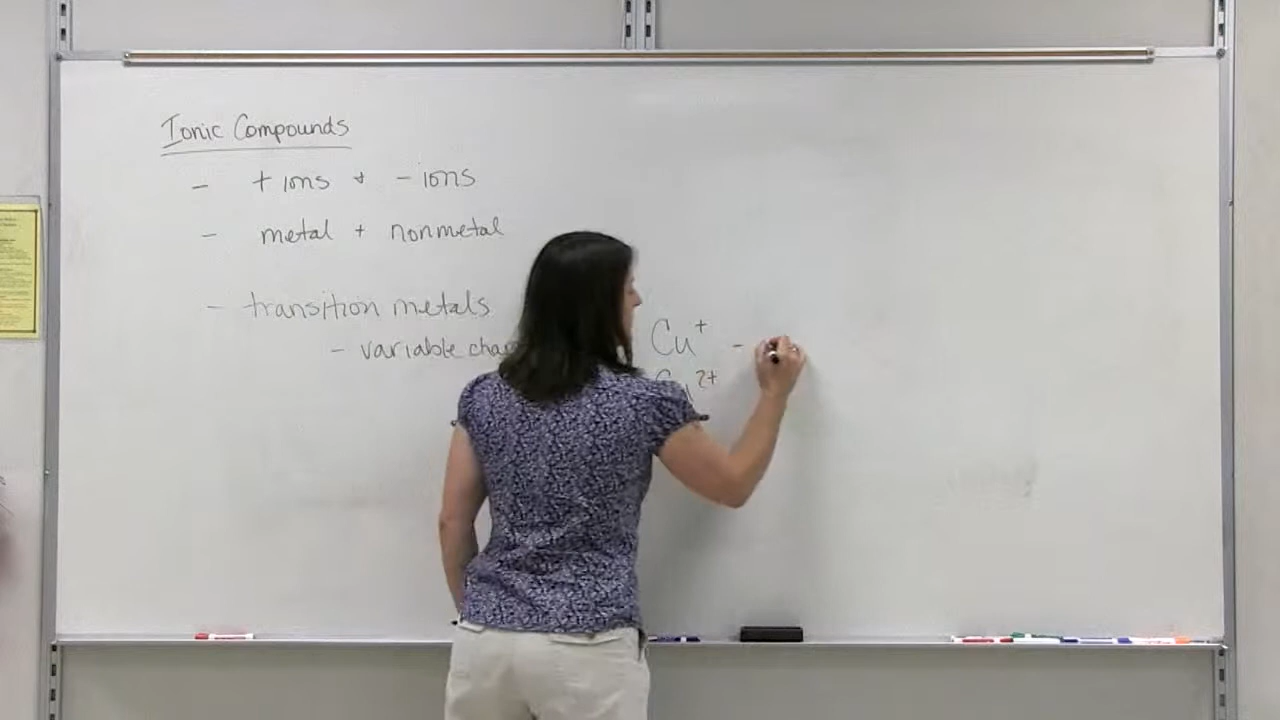 Ionic Compounds
- + ions + - ions
- metal + nonmetal
- transition metals
- variable
Cu⁺ -
2+